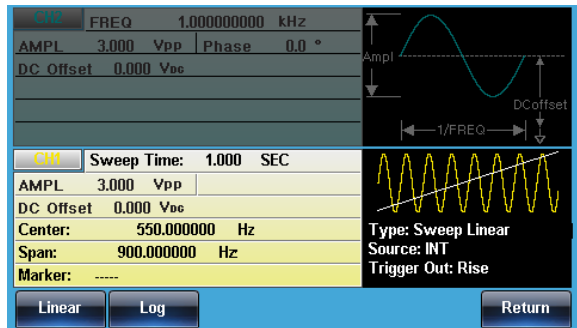 CH2 FREQ 1.000000000 kHz
AMPL 3.000 Vpp Phase 0.0 °
DC Offset 0.000 VDC
Ampl
DCoffset
1/FREQ
CH1 Sweep Time: 1.000 SEC
AMPL 3.000 Vpp
DC Offset 0.000 VDC
Center: 550.000000 Hz
Span: 900.000000 Hz
Marker: -----
Type: Sweep Linear
Source: INT
Trigger Out: Rise
Linear Log Return